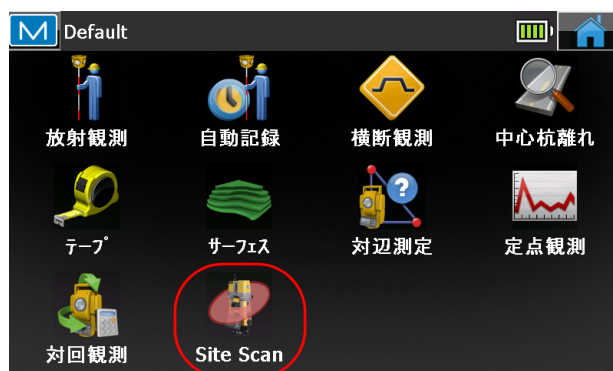 M Default
放射観測 自動記録 横断観測 中心杭離れ
ﾃｰﾌﾟ ｻｰﾌｪｽ 対辺測定 定点観測
対回観測 Site Scan